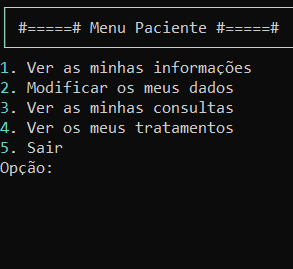 #=====# Menu Paciente #=====#
1. Ver as minhas informações
2. Modificar os meus dados
3. Ver as minhas consultas
4. Ver os meus tratamentos
5. Sair
Opção: